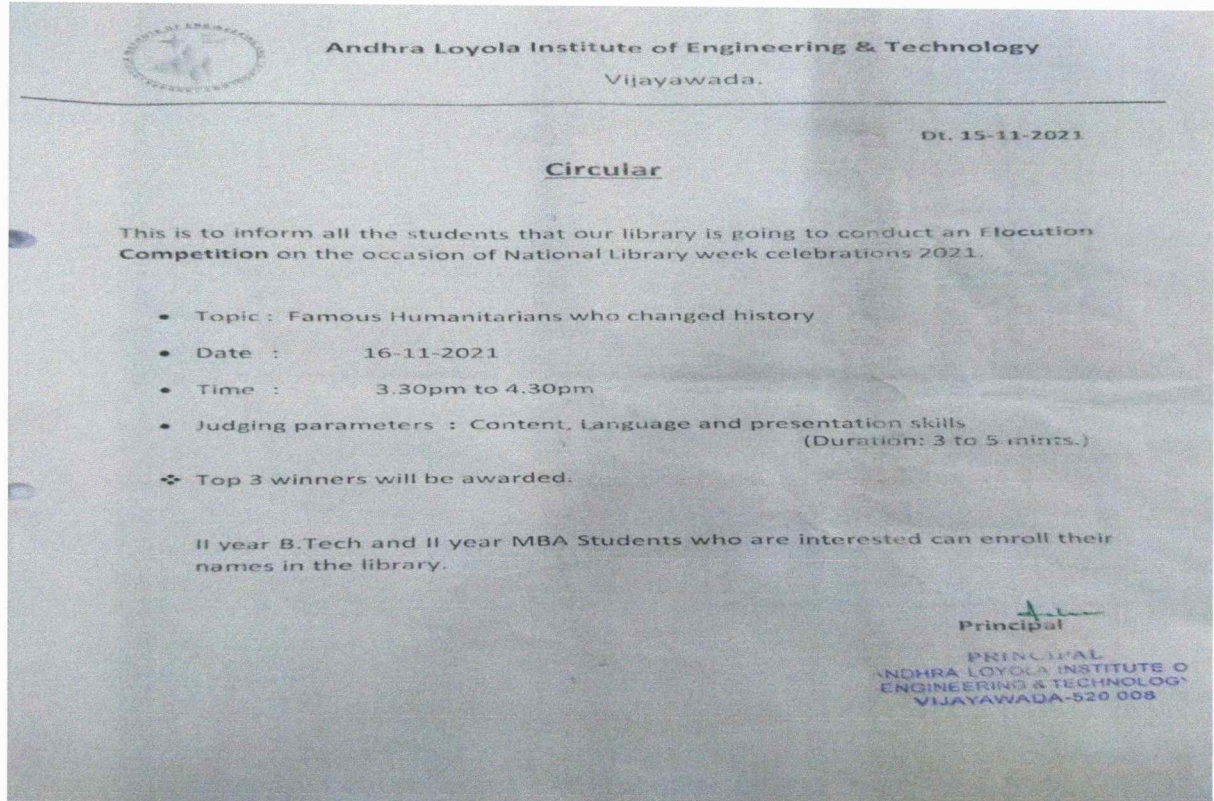 Andhra Loyola Institute of Engineering & Technology
Vijayawada.
Dt. 15-11-2021
Circular
This is to inform all the students that our library is going to conduct an Elocution
Competition on the occasion of National Library week celebrations 2021.
• Topic : Famous Humanitarians who changed history
• Date : 16-11-2021
• Time : 3.30pm to 4.30pm
• Judging parameters : Content, Language and presentation skills
(Duration: 3 to 5 mints.)
❖ Top 3 winners will be awarded.
II year B.Tech and II year MBA Students who are interested can enroll their
names in the library.
Principal
PRINCIPAL
ANDHRA LOYOLA INSTITUTE O
ENGINEERING & TECHNOLOGY
VIJAYAWADA-520 008